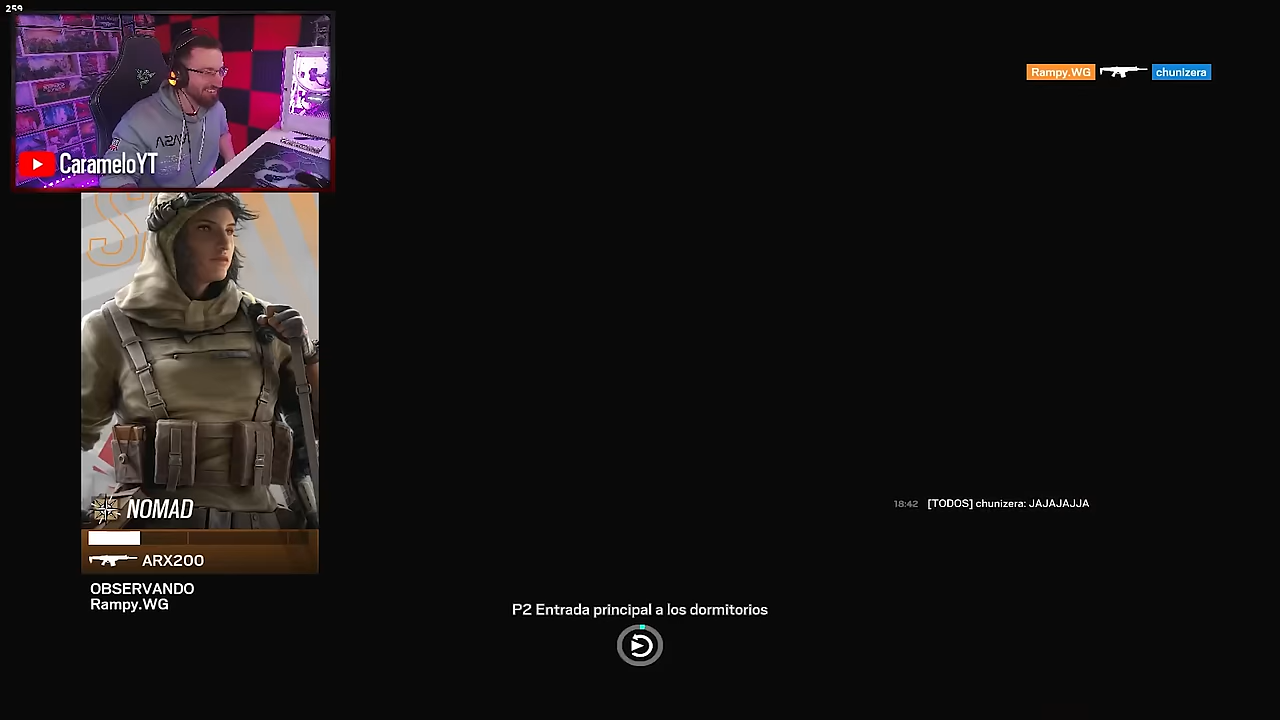 259
Rampy.WG chunizera
CarameloYT
NOMAD
18:42 [TODOS] chunizera: JAJAJAJJA
ARX200
OBSERVANDO
Rampy.WG
P2 Entrada principal a los dormitorios